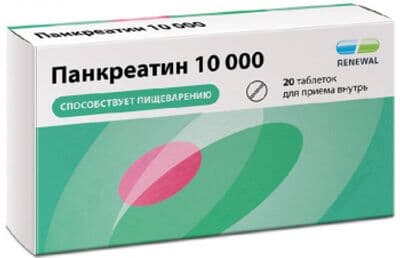 Панкреатин 10 000
RENEWAL
СПОСОБСТВУЕТ ПИЩЕВАРЕНИЮ
20 таблеток
для приема внутрь